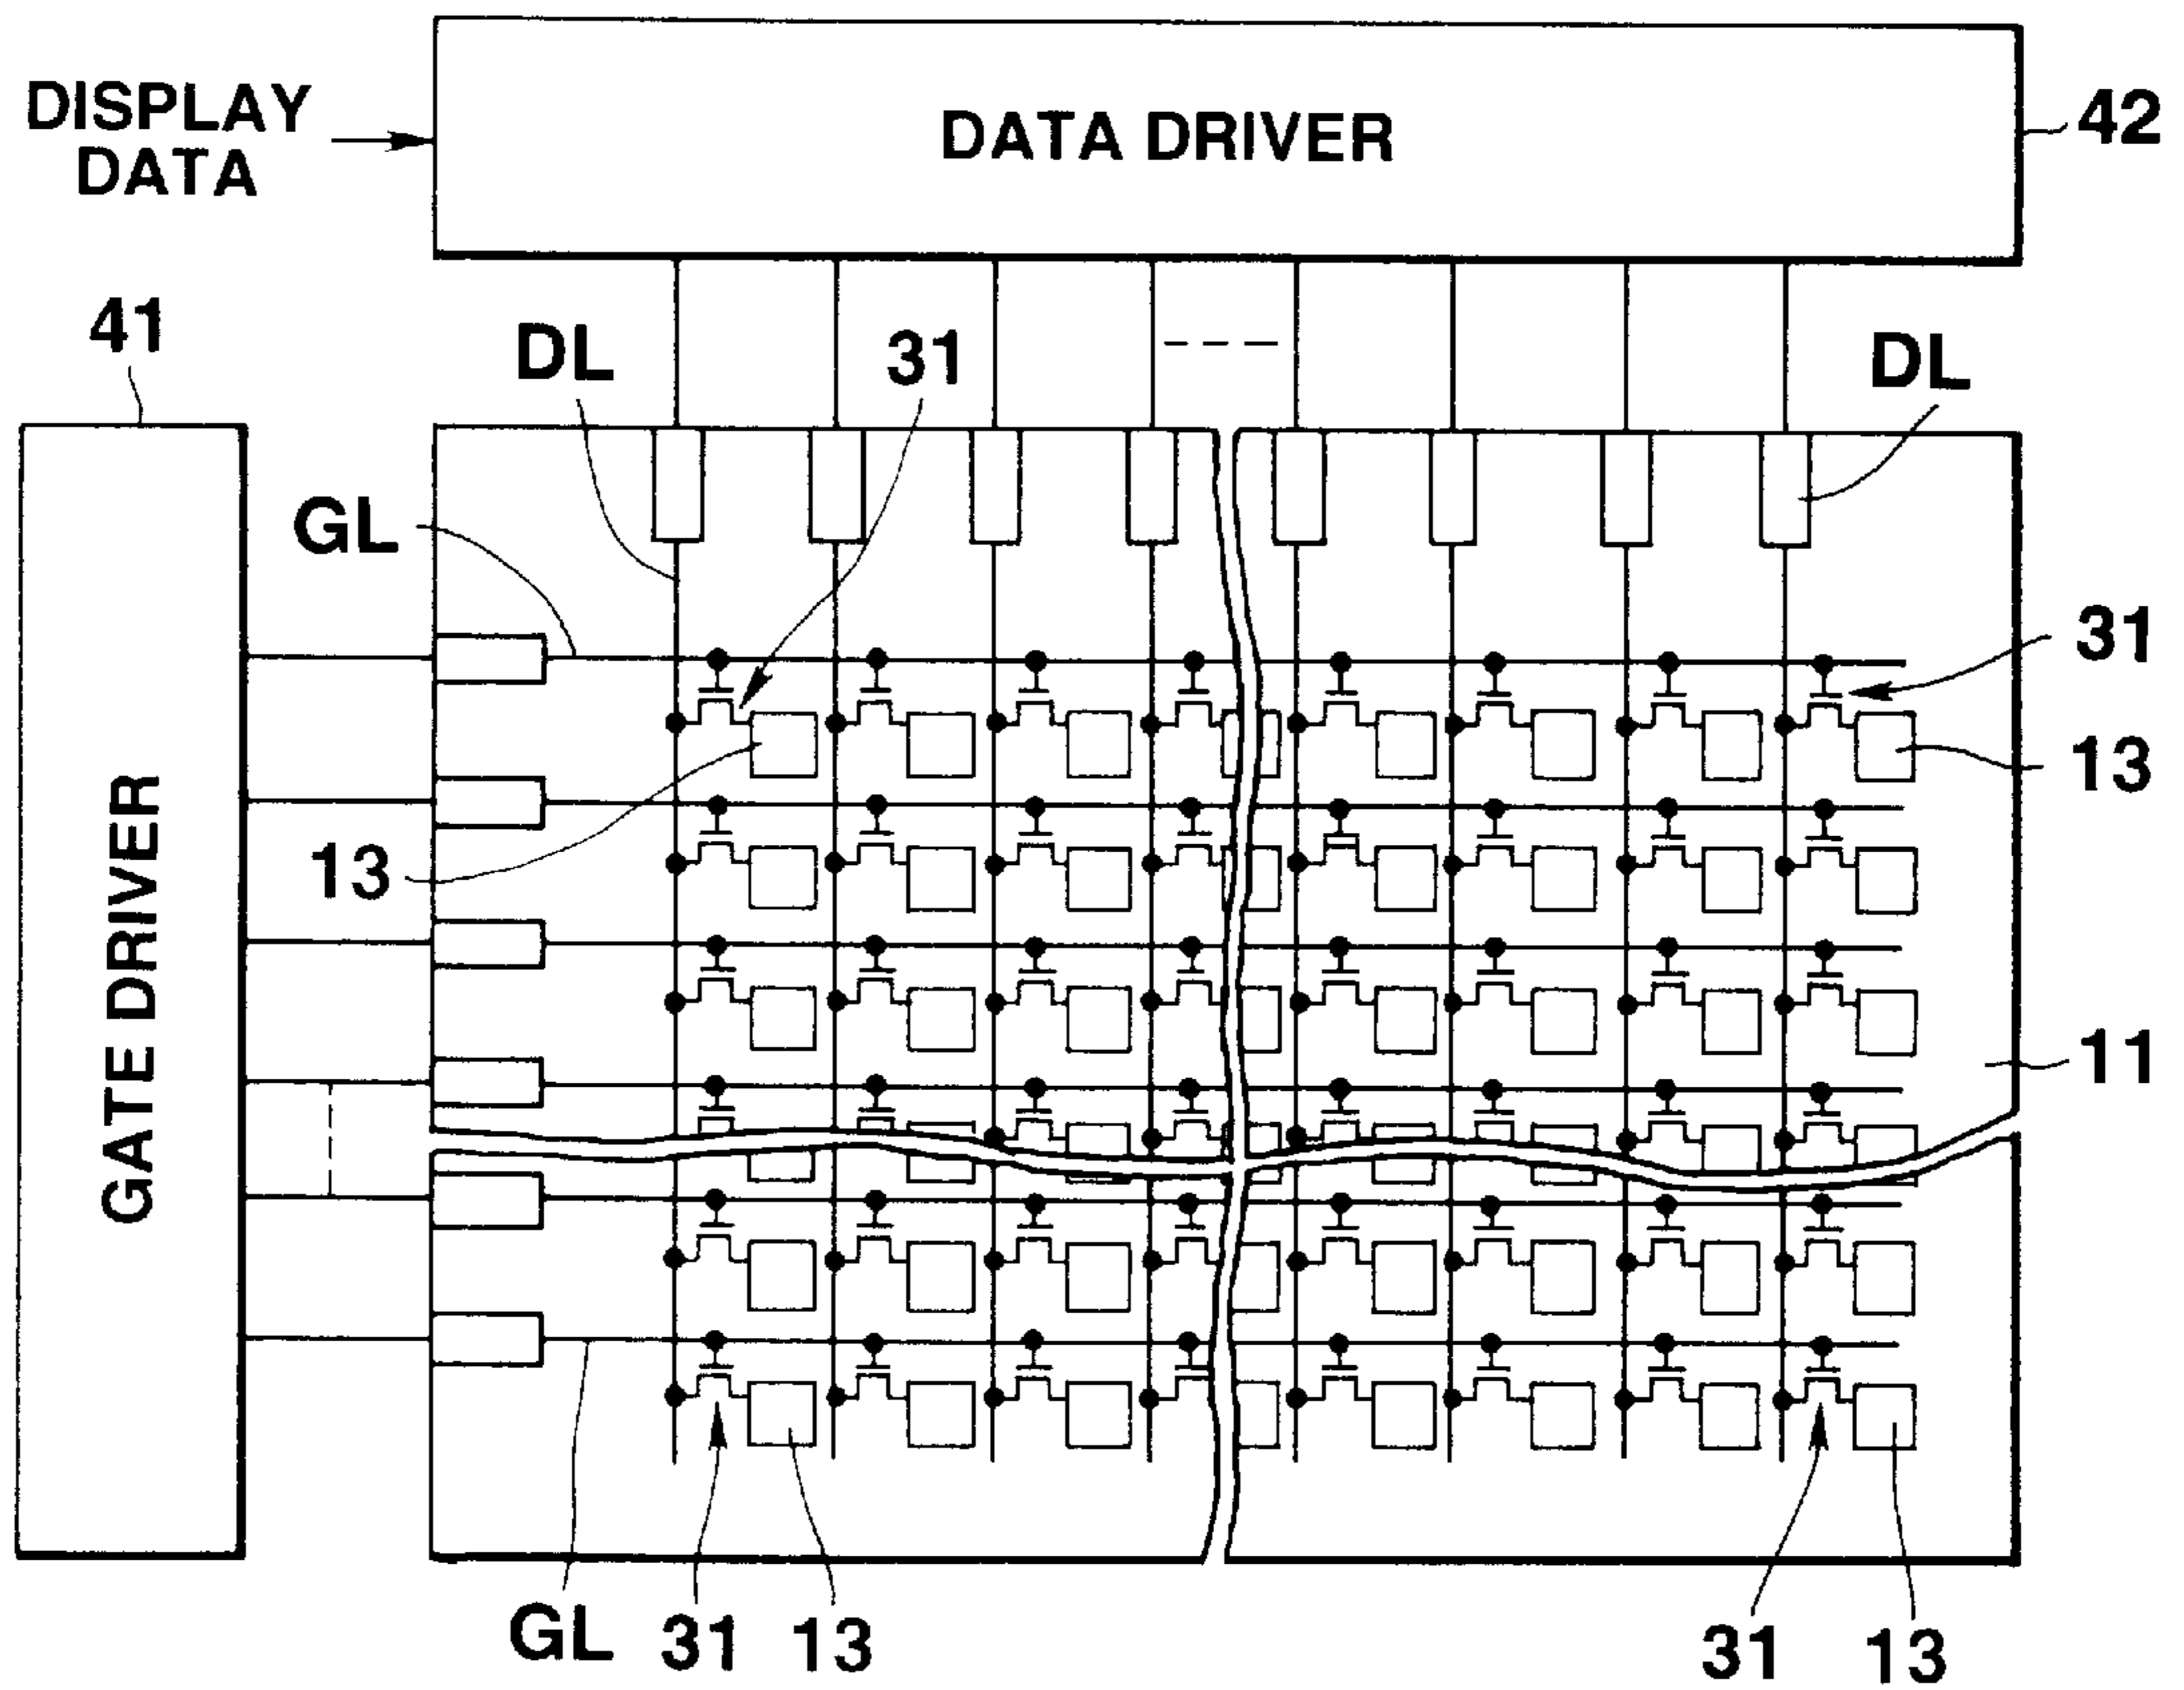 DISPLAY
DATA
DATA DRIVER
42
41
DL
31
DL
GL
31
13
13
GATE DRIVER
11
GL
31
13
31
13